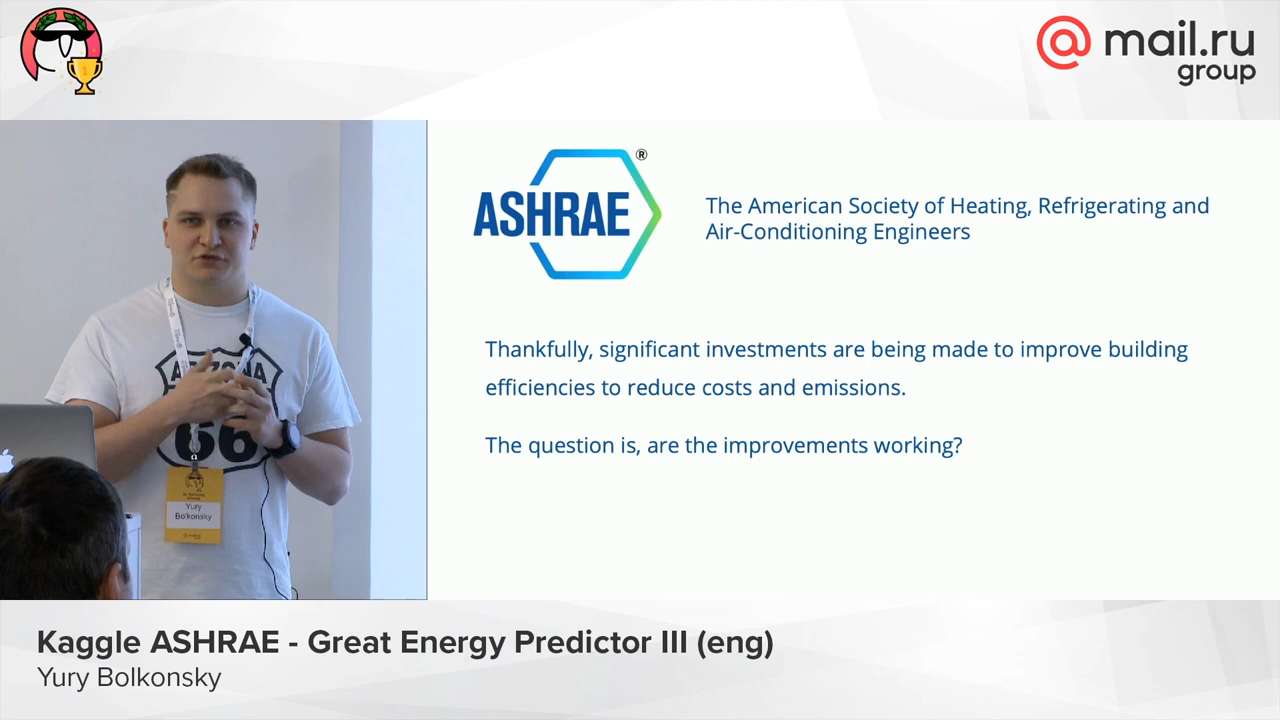 @ mail.ru
group
ASHRAE®
The American Society of Heating, Refrigerating and
Air-Conditioning Engineers
Thankfully, significant investments are being made to improve building
efficiencies to reduce costs and emissions.
The question is, are the improvements working?
ARIZONA
66
Yury
Bolkonsky
Kaggle ASHRAE - Great Energy Predictor III (eng)
Yury Bolkonsky